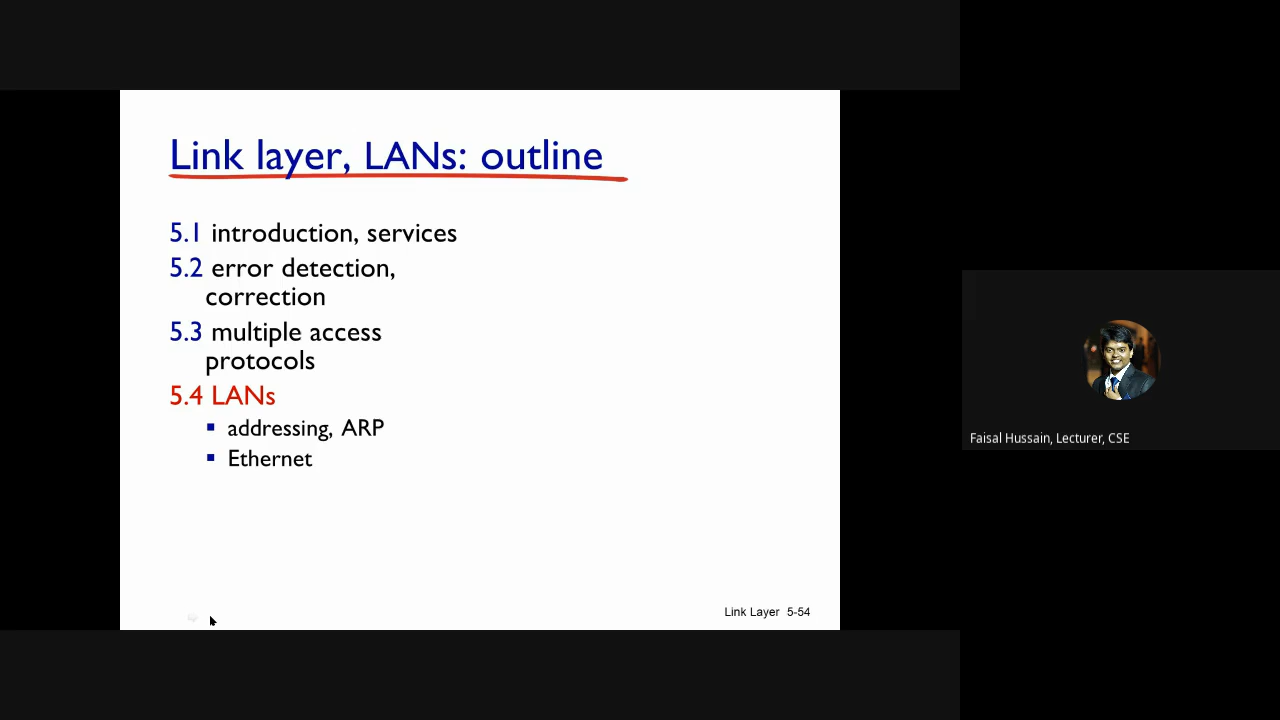 Link layer, LANs: outline
5.1 introduction, services
5.2 error detection,
correction
5.3 multiple access
protocols
5.4 LANs
▪ addressing, ARP
▪ Ethernet
Link Layer 5-54
Faisal Hussain, Lecturer, CSE